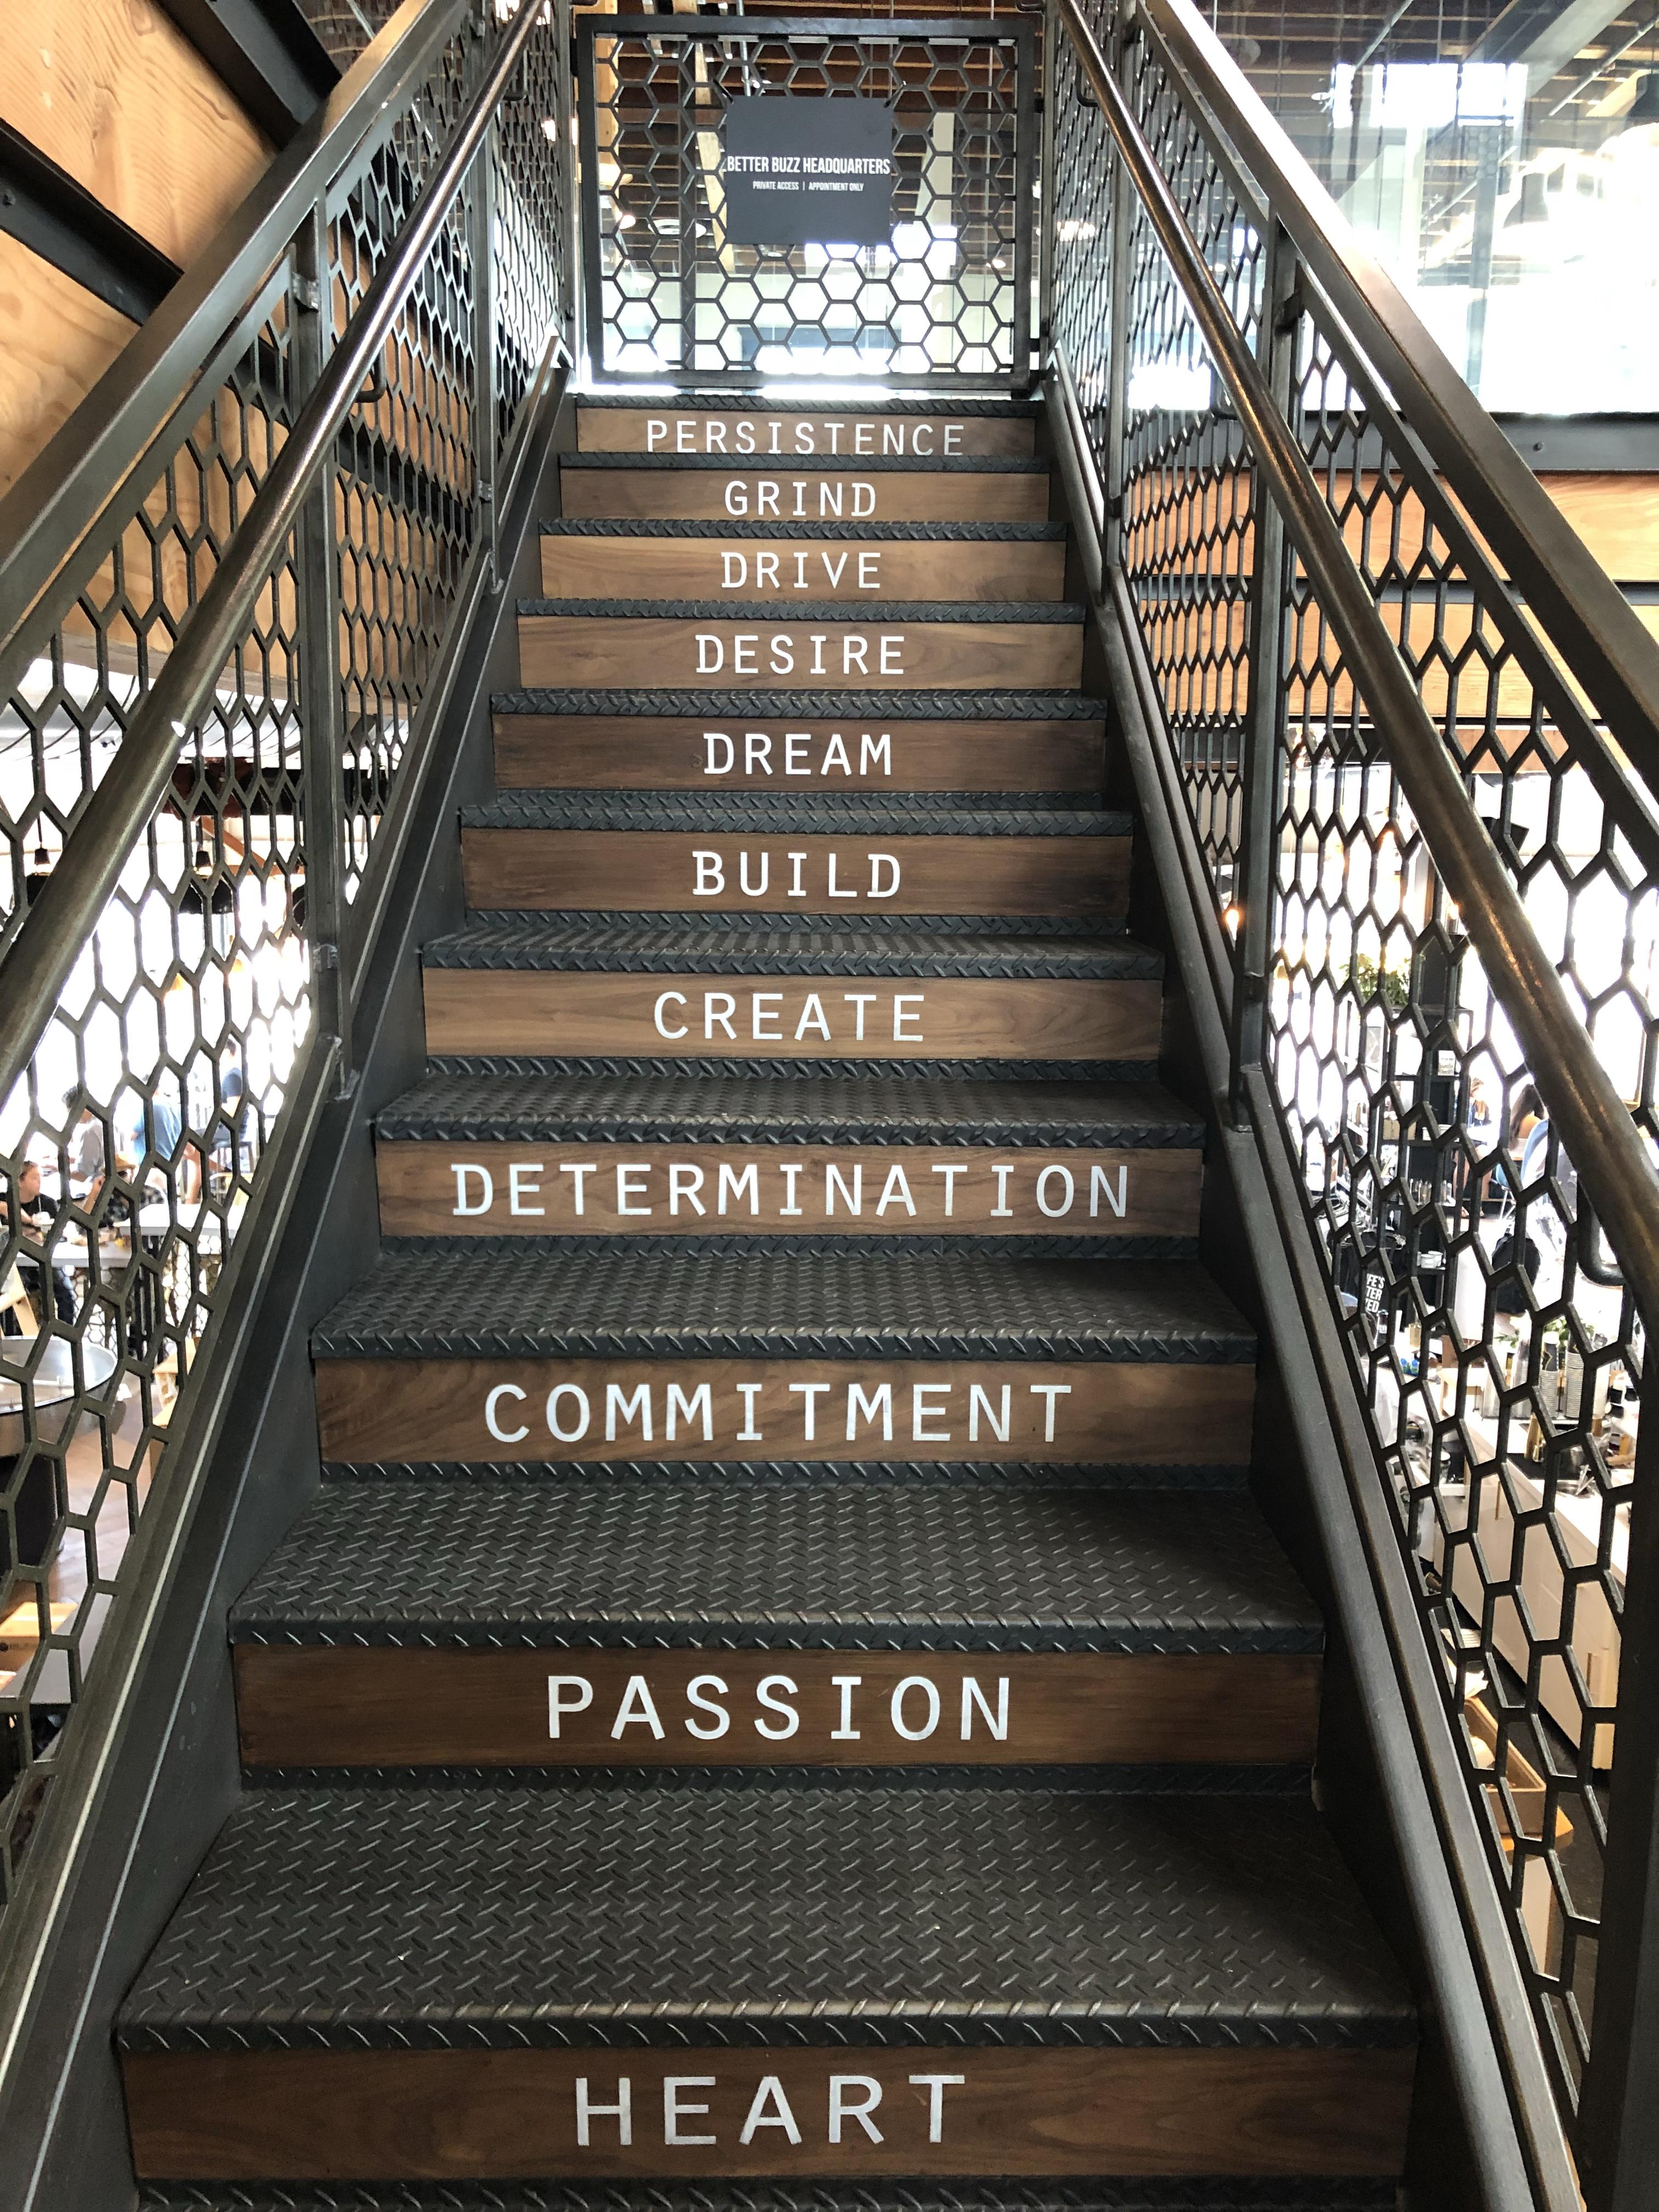 BETTER BUZZ HEADQUARTERS
PRIVATE ACCESS | APPOINTMENT ONLY
PERSISTENCE
GRIND
DRIVE
DESIRE
DREAM
BUILD
CREATE
DETERMINATION
COMMITMENT
PASSION
HEART